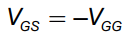 V_GS = −V_GG